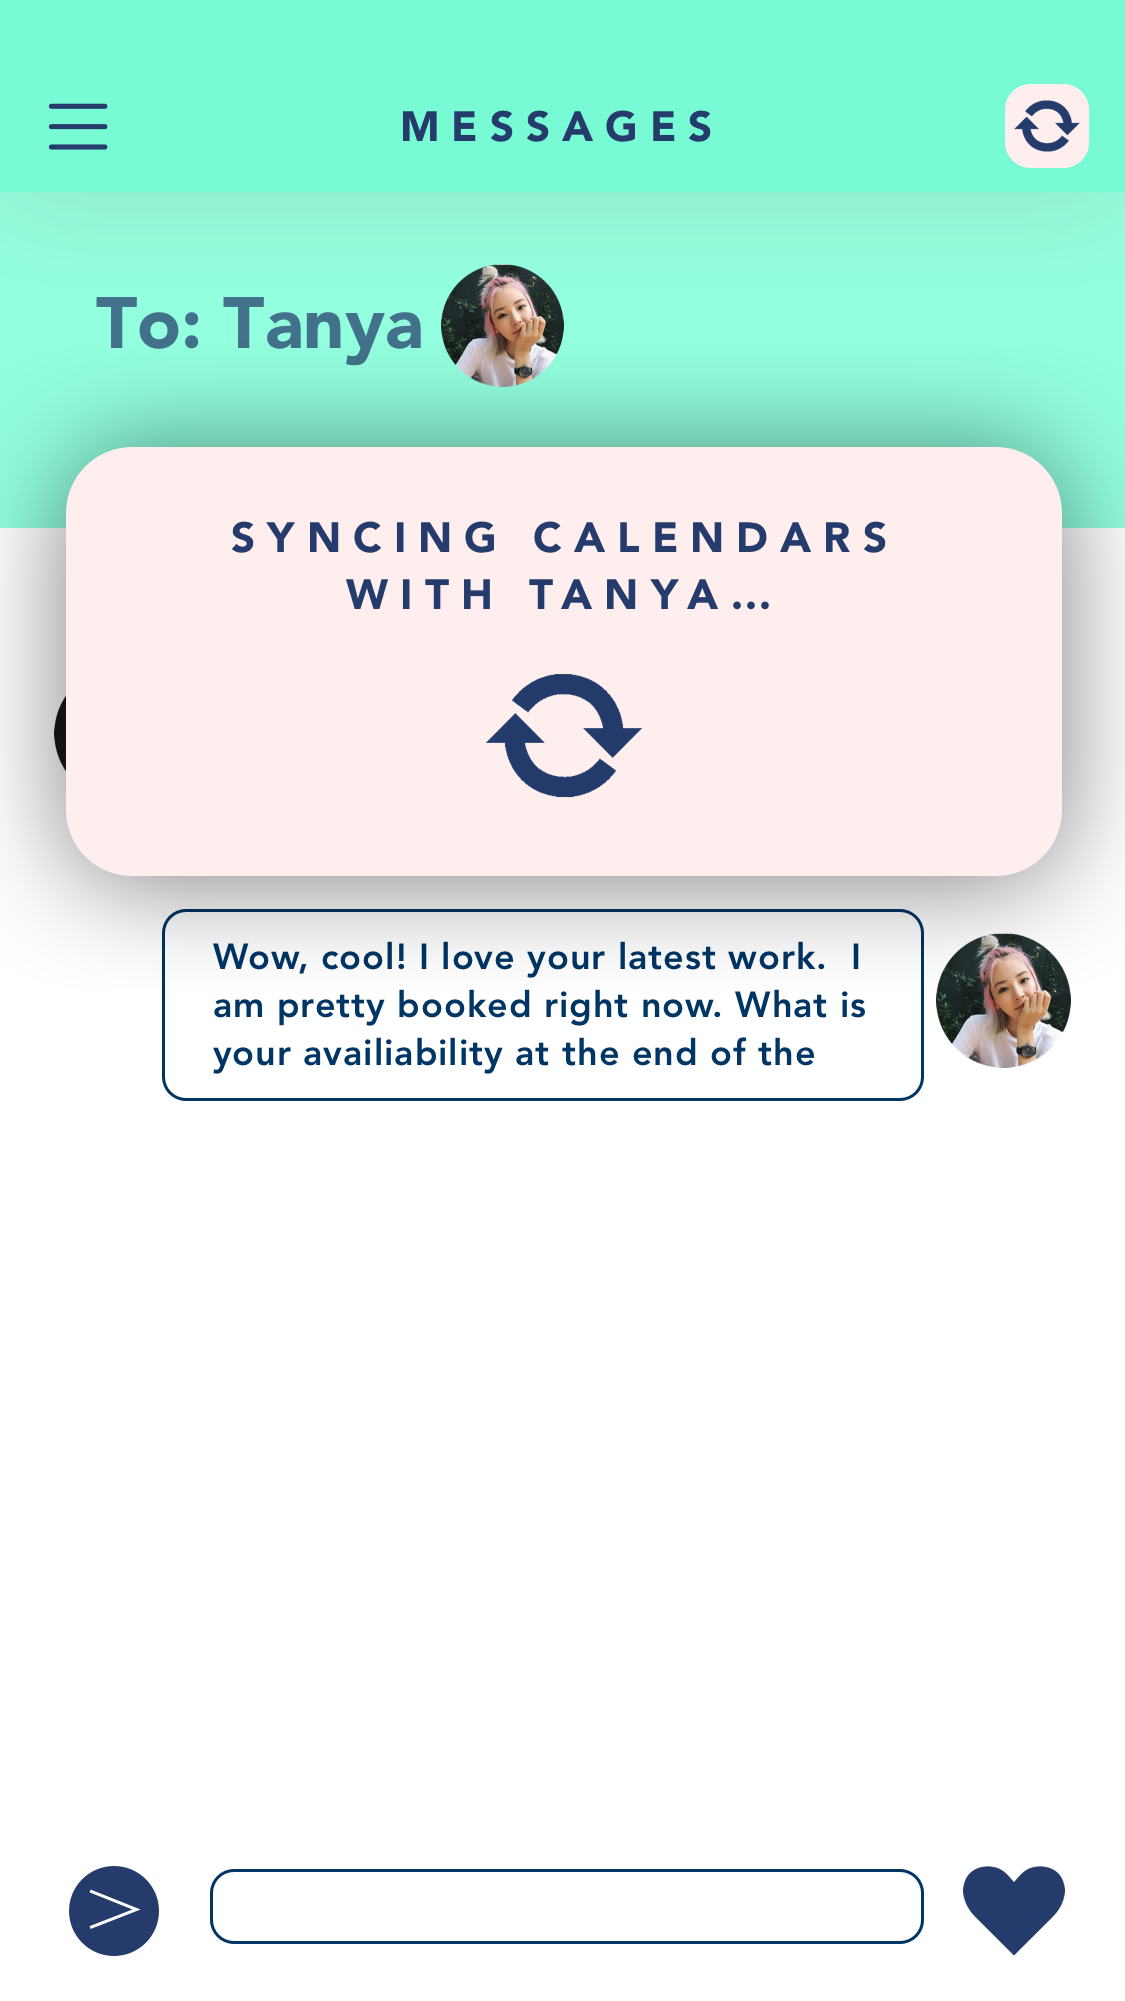 MESSAGES
To: Tanya
SYNCING CALENDARS
WITH TANYA...
Wow, cool! I love your latest work.  I
am pretty booked right now. What is
your availiability at the end of the